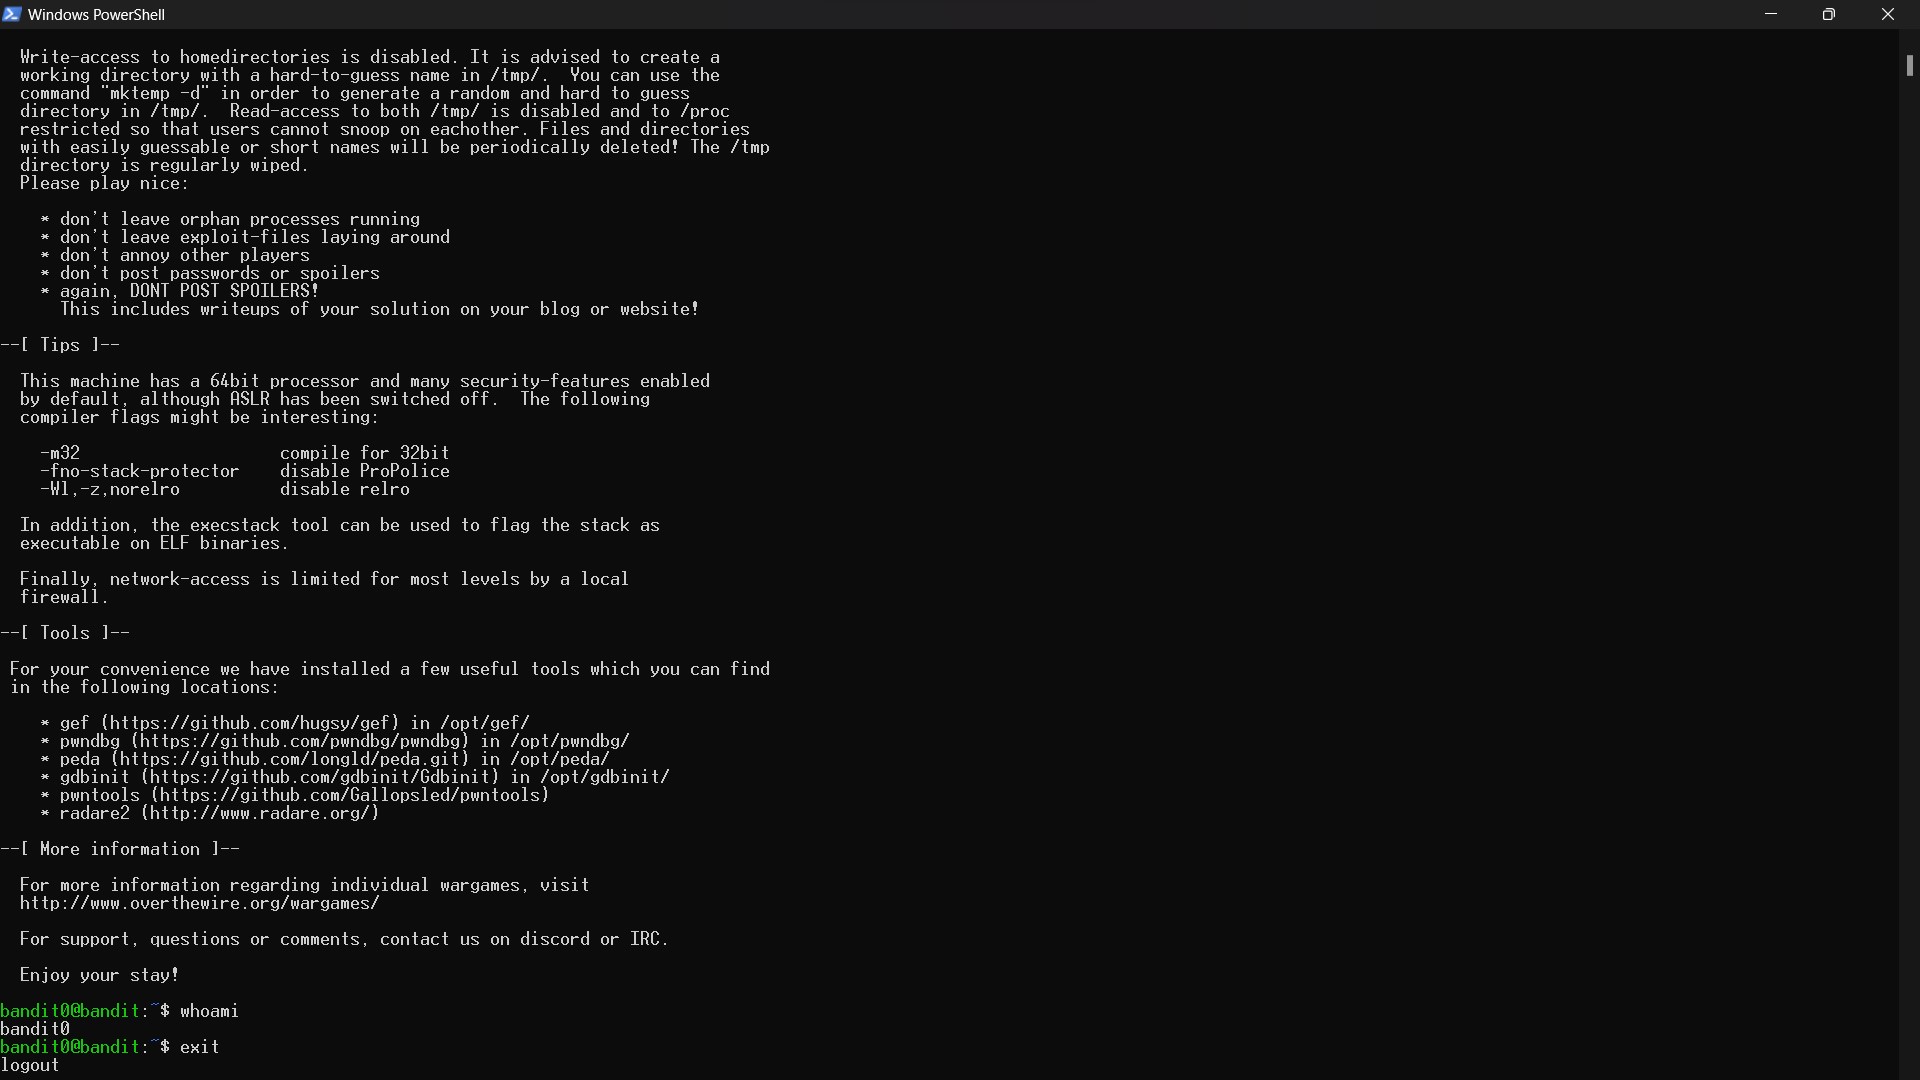 Windows PowerShell
Write-access to homedirectories is disabled. It is advised to create a
working directory with a hard-to-guess name in /tmp/.  You can use the
command "mktemp -d" in order to generate a random and hard to guess
directory in /tmp/.  Read-access to both /tmp/ is disabled and to /proc
restricted so that users cannot snoop on eachother. Files and directories
with easily guessable or short names will be periodically deleted! The /tmp
directory is regularly wiped.
Please play nice:
* don't leave orphan processes running
* don't leave exploit-files laying around
* don't annoy other players
* don't post passwords or spoilers
* again, DONT POST SPOILERS!
This includes writeups of your solution on your blog or website!
--[ Tips ]--
This machine has a 64bit processor and many security-features enabled
by default, although ASLR has been switched off.  The following
compiler flags might be interesting:
-m32                    compile for 32bit
-fno-stack-protector    disable ProPolice
-Wl,-z,norelro          disable relro
In addition, the execstack tool can be used to flag the stack as
executable on ELF binaries.
Finally, network-access is limited for most levels by a local
firewall.
--[ Tools ]--
For your convenience we have installed a few useful tools which you can find
in the following locations:
* gef (https://github.com/hugsy/gef) in /opt/gef/
* pwndbg (https://github.com/pwndbg/pwndbg) in /opt/pwndbg/
* peda (https://github.com/longld/peda.git) in /opt/peda/
* gdbinit (https://github.com/gdbinit/Gdbinit) in /opt/gdbinit/
* pwntools (https://github.com/Gallopsled/pwntools)
* radare2 (http://www.radare.org/)
--[ More information ]--
For more information regarding individual wargames, visit
http://www.overthewire.org/wargames/
For support, questions or comments, contact us on discord or IRC.
Enjoy your stay!
bandit0@bandit:~$ whoami
bandit0
bandit0@bandit:~$ exit
logout